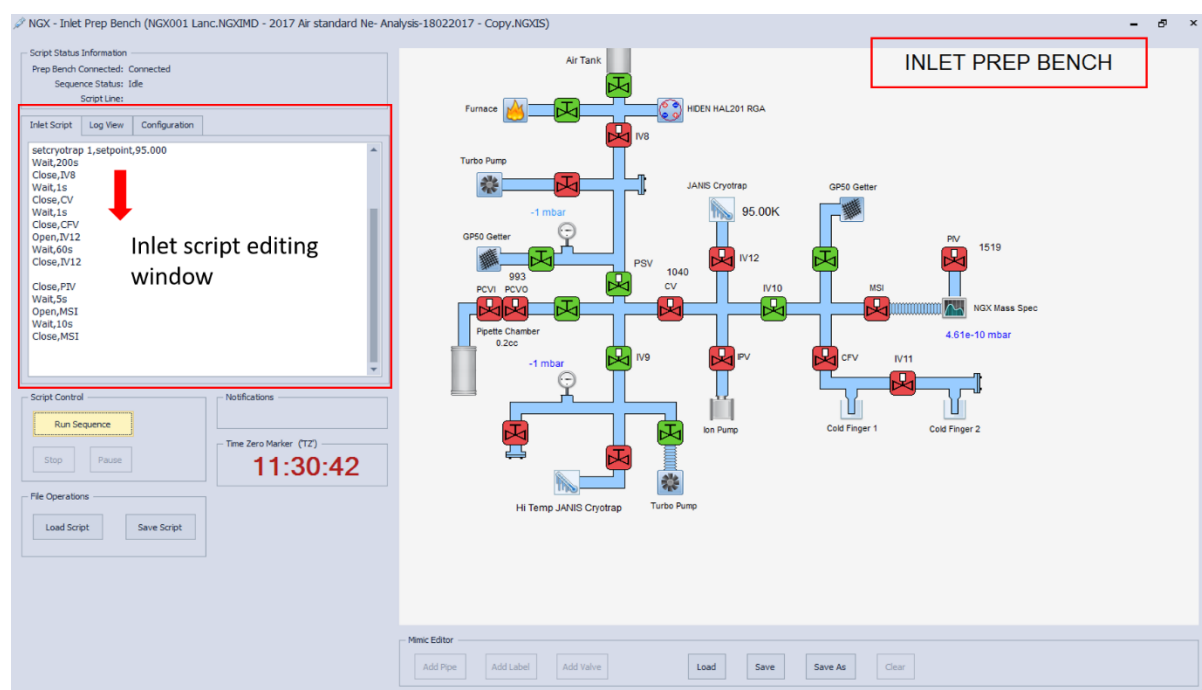 NGX - Inlet Prep Bench (NGX001 Lanc.NGXIMD - 2017 Air standard Ne- Analysis-18022017 - Copy.NGXIS)
Script Status Information
Prep Bench Connected: Connected
Sequence Status: Idle
Script Line:
Inlet Script Log View Configuration
setcryotrap 1,setpoint,95.000
Wait,200s
Close,IV8
Wait,1s
Close,CV
Wait,1s
Close,CFV
Open,IV12
Wait,60s
Close,IV12
Close,PIV
Wait,5s
Open,MSI
Wait,10s
Close,MSI
Inlet script editing
window
Script Control
Run Sequence
Stop Pause
Notifications
Time Zero Marker ('TZ')
11:30:42
File Operations
Load Script Save Script
INLET PREP BENCH
Air Tank
Furnace
HIDEN HAL201 RGA
IV8
Turbo Pump
JANIS Cryotrap
GP50 Getter
-1 mbar
95.00K
GP50 Getter
PIV
1519
PSV
IV12
993
1040
PCVI PCVO
CV
IV10
MSI
NGX Mass Spec
Pipette Chamber
0.2cc
4.61e-10 mbar
-1 mbar
IV9
IPV
CFV
IV11
Ion Pump
Cold Finger 1
Cold Finger 2
Hi Temp JANIS Cryotrap
Turbo Pump
Mimic Editor
Add Pipe Add Label Add Valve Load Save Save As Clear